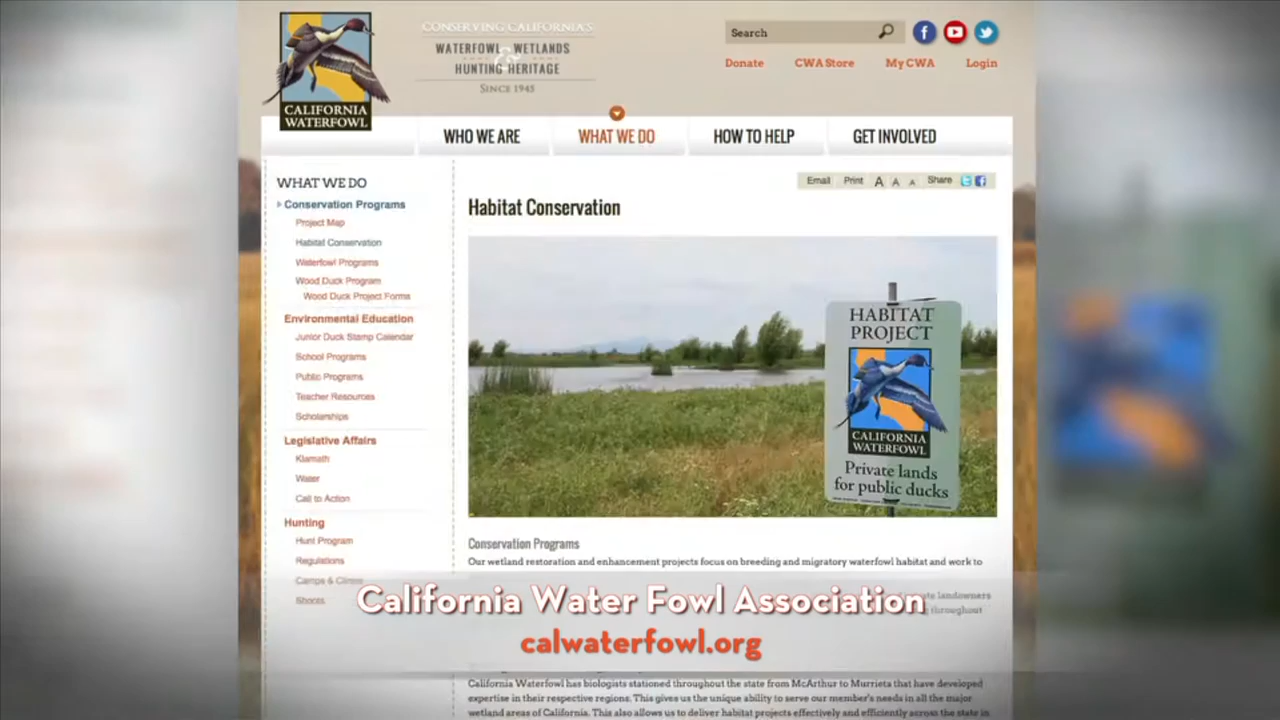 CALIFORNIA
WATERFOWL
CONSERVING CALIFORNIA'S
WATERFOWL & WETLANDS
HUNTING HERITAGE
SINCE 1945
Search
Donate
CWA Store
My CWA
Login
WHO WE ARE
WHAT WE DO
HOW TO HELP
GET INVOLVED
Email Print A A A Share
WHAT WE DO
Conservation Programs
Project Map
Habitat Conservation
Waterfowl Programs
Wood Duck Program
Wood Duck Project Forms
Environmental Education
Junior Duck Stamp Calendar
School Programs
Public Programs
Teacher Resources
Scholarships
Legislative Affairs
Klamath
Water
Call to Action
Hunting
Hunt Program
Regulations
Camps & Clinics
Shoots
Habitat Conservation
HABITAT
PROJECT
CALIFORNIA
WATERFOWL
Private lands
for public ducks
Conservation Programs
Our wetland restoration and enhancement projects focus on breeding and migratory waterfowl habitat and work to
landowners
throughout
California Water Fowl Association
calwaterfowl.org
California Waterfowl has biologists stationed throughout the state from McArthur to Murrieta that have developed
expertise in their respective regions. This gives us the unique ability to serve our member's needs in all the major
wetland areas of California. This also allows us to deliver habitat projects effectively and efficiently across the state in